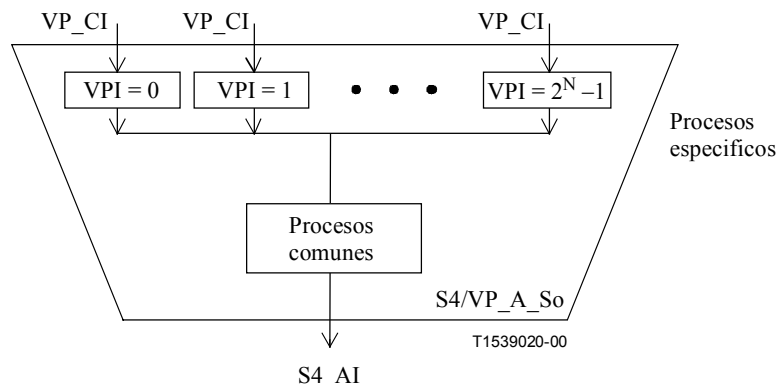 VP_CI VP_CI VP_CI
VPI = 0 VPI = 1 • • • VPI = 2^N –1
Procesos
específicos
Procesos
comunes
S4/VP_A_So
T1539020-00
S4_AI